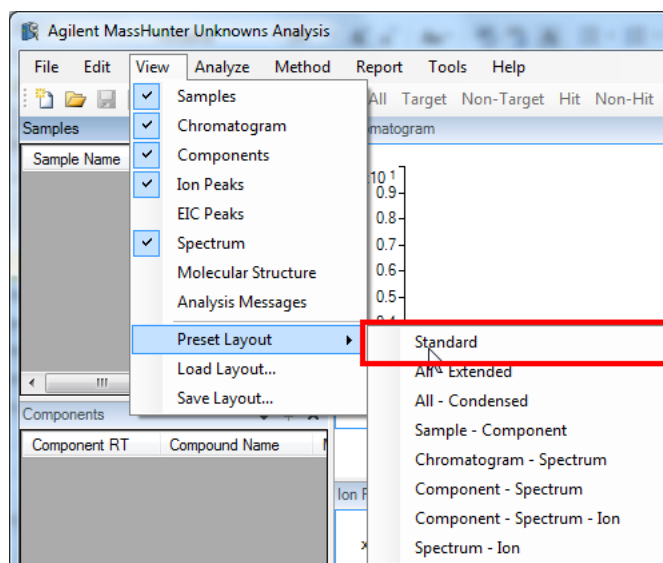 Agilent MassHunter Unknowns Analysis
File Edit View Analyze Method Report Tools Help
All Target Non-Target Hit Non-Hit
Samples
matogram
Sample Name
Samples
Chromatogram
Components
Ion Peaks
EIC Peaks
Spectrum
Molecular Structure
Analysis Messages
Preset Layout
Load Layout...
Save Layout...
x10 1
0.9
0.8
0.7
0.6
0.5
Standard
All - Extended
All - Condensed
Sample - Component
Chromatogram - Spectrum
Component - Spectrum
Component - Spectrum - Ion
Spectrum - Ion
Components
Component RT Compound Name
Ion
x